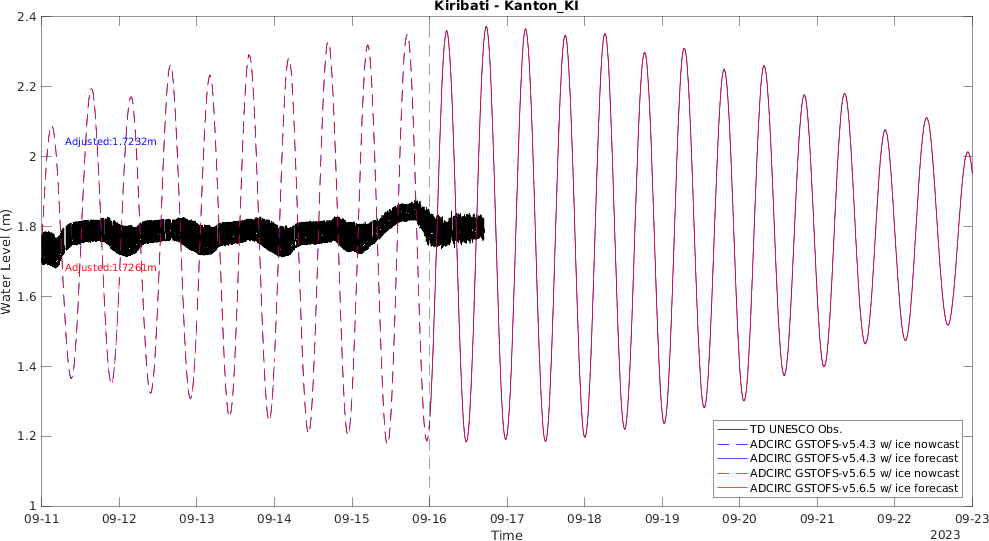 Kiribati - Kanton_KI
2.4
2.2
2
1.8
1.6
1.4
1.2
1
Water Level (m)
Adjusted:1.7232m
Adjusted:1.7261m
TD UNESCO Obs.
ADCIRC GSTOFS-v5.4.3 w/ ice nowcast
ADCIRC GSTOFS-v5.4.3 w/ ice forecast
ADCIRC GSTOFS-v5.6.5 w/ ice nowcast
ADCIRC GSTOFS-v5.6.5 w/ ice forecast
09-11 09-12 09-13 09-14 09-15 09-16 09-17 09-18 09-19 09-20 09-21 09-22 09-23
Time
2023